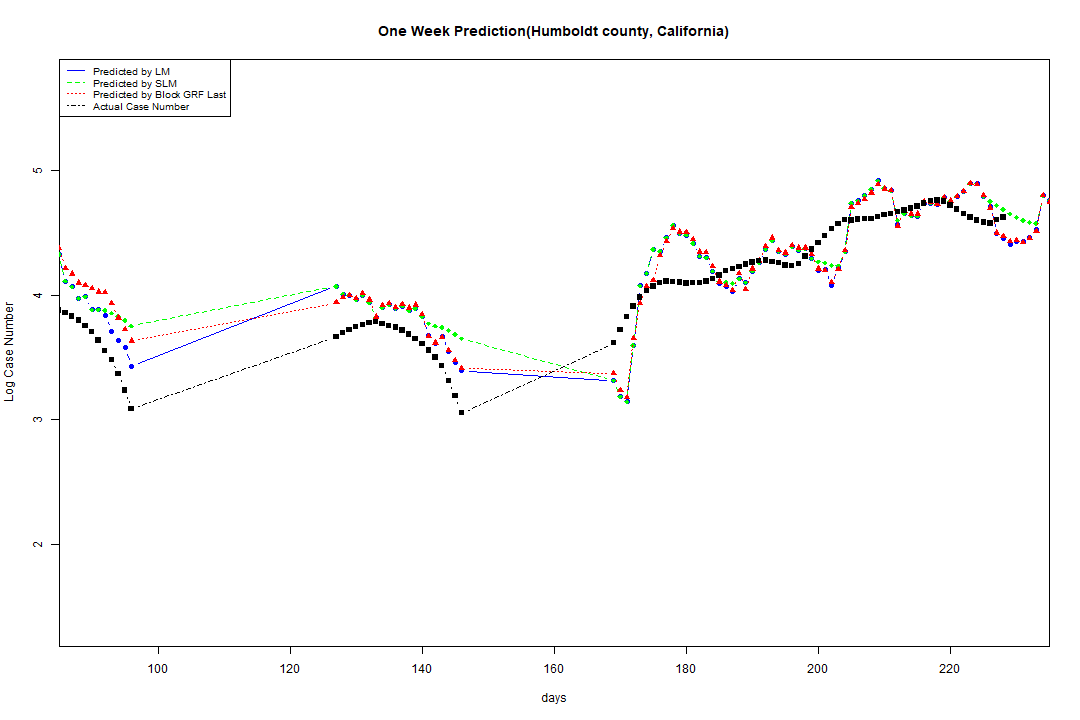 One Week Prediction(Humboldt county, California)
Predicted by LM
Predicted by SLM
Predicted by Block GRF Last
Actual Case Number
5
4
3
2
Log Case Number
100 120 140 160 180 200 220
days